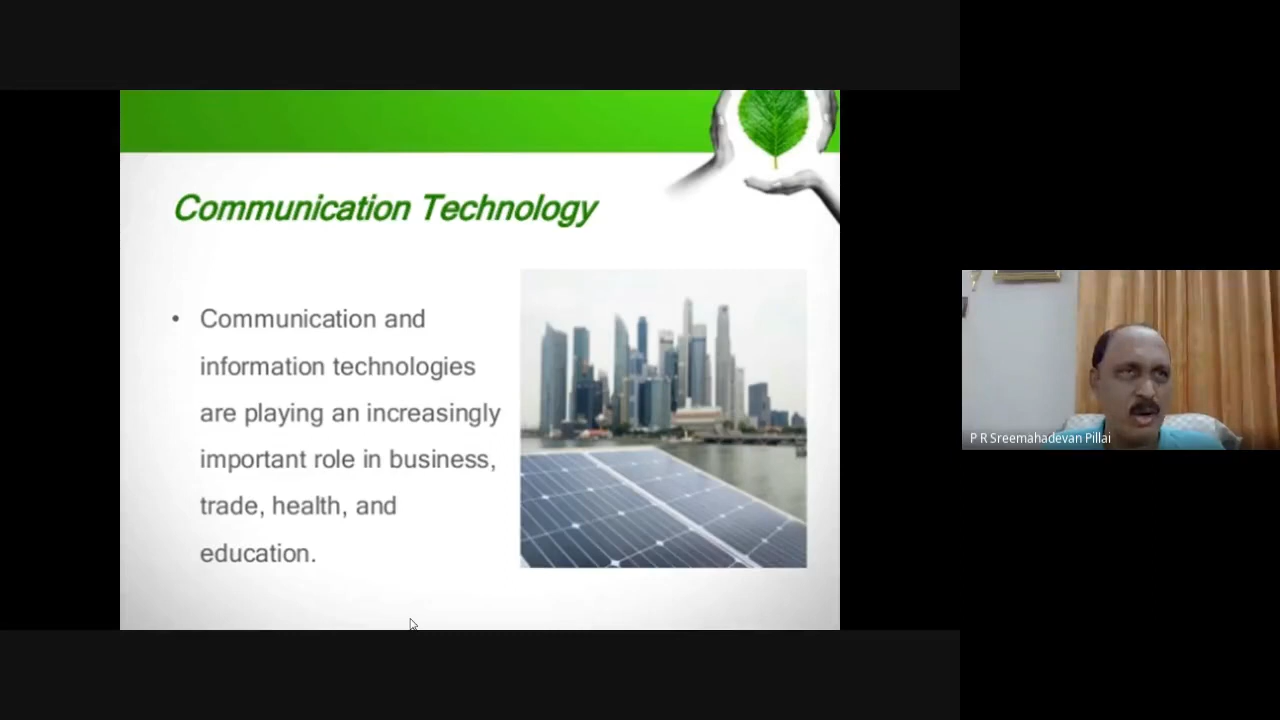 Communication Technology
• Communication and
information technologies
are playing an increasingly
important role in business,
trade, health, and
education.
P R Sreemahadevan Pillai